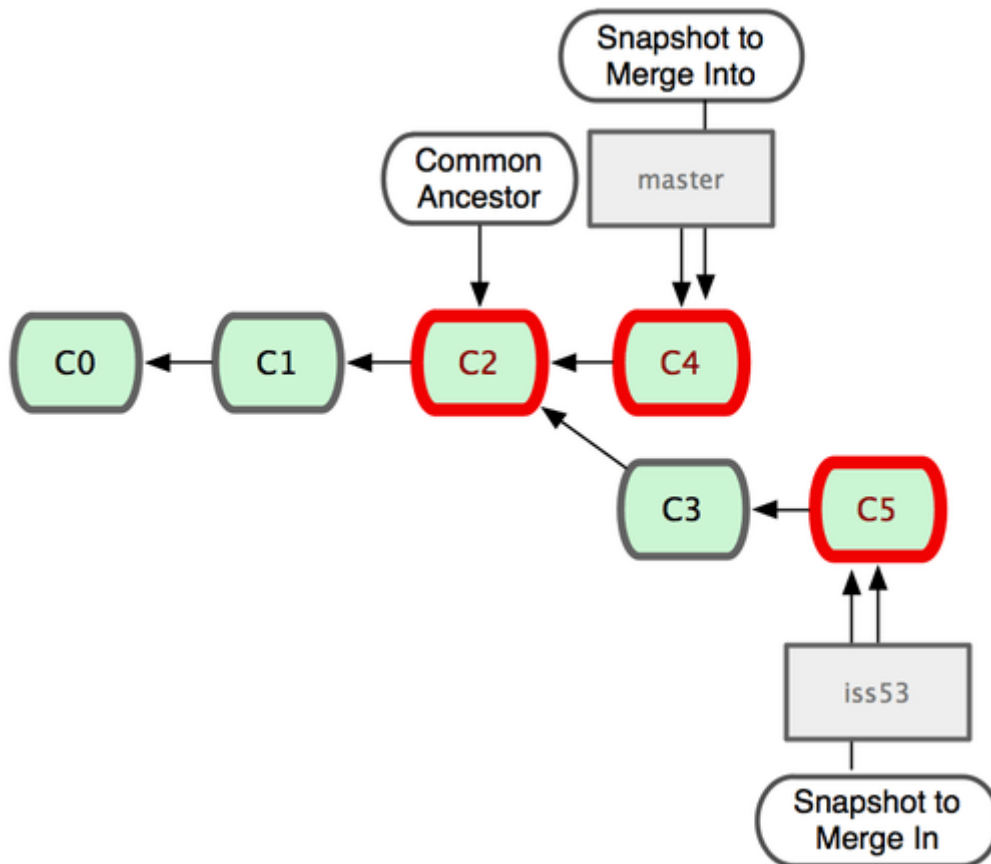 Snapshot to
Merge Into
Common
Ancestor
master
C0
C1
C2
C4
C3
C5
iss53
Snapshot to
Merge In